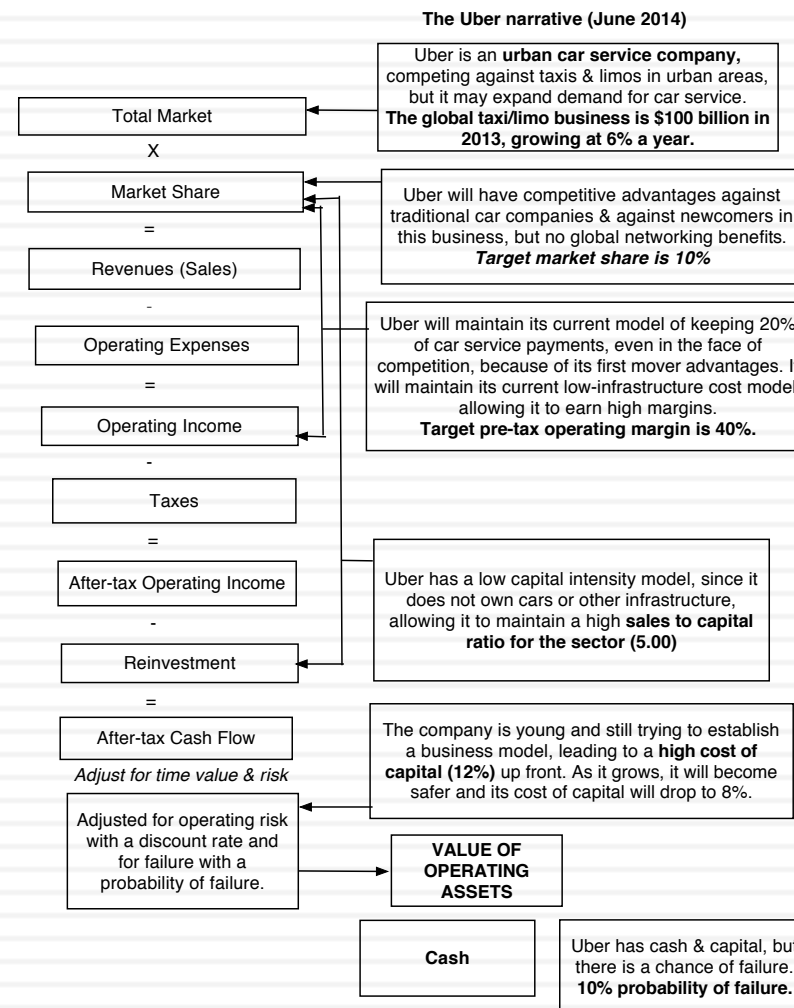 The Uber narrative (June 2014)
Uber is an urban car service company,
competing against taxis & limos in urban areas,
but it may expand demand for car service.
The global taxi/limo business is $100 billion in
2013, growing at 6% a year.
Total Market
X
Market Share
Uber will have competitive advantages against
traditional car companies & against newcomers in
this business, but no global networking benefits.
Target market share is 10%
=
Revenues (Sales)
-
Operating Expenses
Uber will maintain its current model of keeping 20%
of car service payments, even in the face of
competition, because of its first mover advantages.
will maintain its current low-infrastructure cost model
allowing it to earn high margins.
Target pre-tax operating margin is 40%.
=
Operating Income
-
Taxes
=
After-tax Operating Income
-
Uber has a low capital intensity model, since it
does not own cars or other infrastructure,
allowing it to maintain a high sales to capital
ratio for the sector (5.00)
Reinvestment
=
After-tax Cash Flow
The company is young and still trying to establish
a business model, leading to a high cost of
capital (12%) up front. As it grows, it will become
safer and its cost of capital will drop to 8%.
Adjust for time value & risk
Adjusted for operating risk
with a discount rate and
for failure with a
probability of failure.
VALUE OF
OPERATING
ASSETS
Cash
Uber has cash & capital, but
there is a chance of failure.
10% probability of failure.